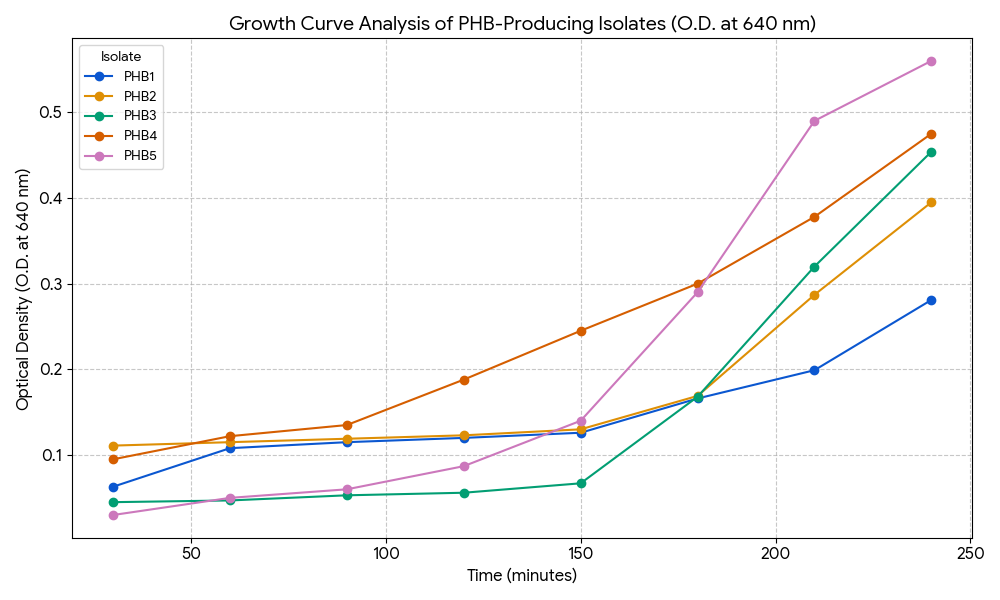 Growth Curve Analysis of PHB-Producing Isolates (O.D. at 640 nm)
Isolate
PHB1
PHB2
PHB3
PHB4
PHB5
Optical Density (O.D. at 640 nm)
0.5
0.4
0.3
0.2
0.1
50 100 150 200 250
Time (minutes)